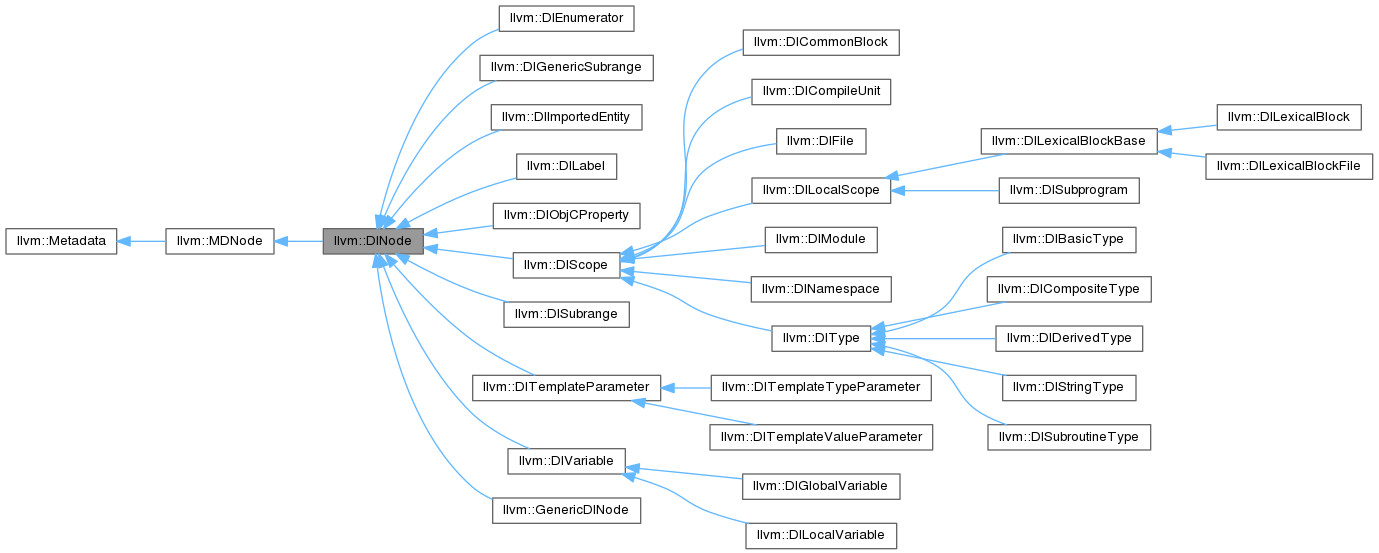 llvm::Metadata
llvm::MDNode
llvm::DINode
llvm::DIEnumerator
llvm::DIGenericSubrange
llvm::DIImportedEntity
llvm::DILabel
llvm::DIObjCProperty
llvm::DIScope
llvm::DISubrange
llvm::DITemplateParameter
llvm::DIVariable
llvm::GenericDINode
llvm::DICommonBlock
llvm::DICompileUnit
llvm::DIFile
llvm::DILocalScope
llvm::DIModule
llvm::DINamespace
llvm::DIType
llvm::DITemplateTypeParameter
llvm::DITemplateValueParameter
llvm::DIGlobalVariable
llvm::DILocalVariable
llvm::DILexicalBlockBase
llvm::DISubprogram
llvm::DIBasicType
llvm::DICompositeType
llvm::DIDerivedType
llvm::DIStringType
llvm::DISubroutineType
llvm::DILexicalBlock
llvm::DILexicalBlockFile